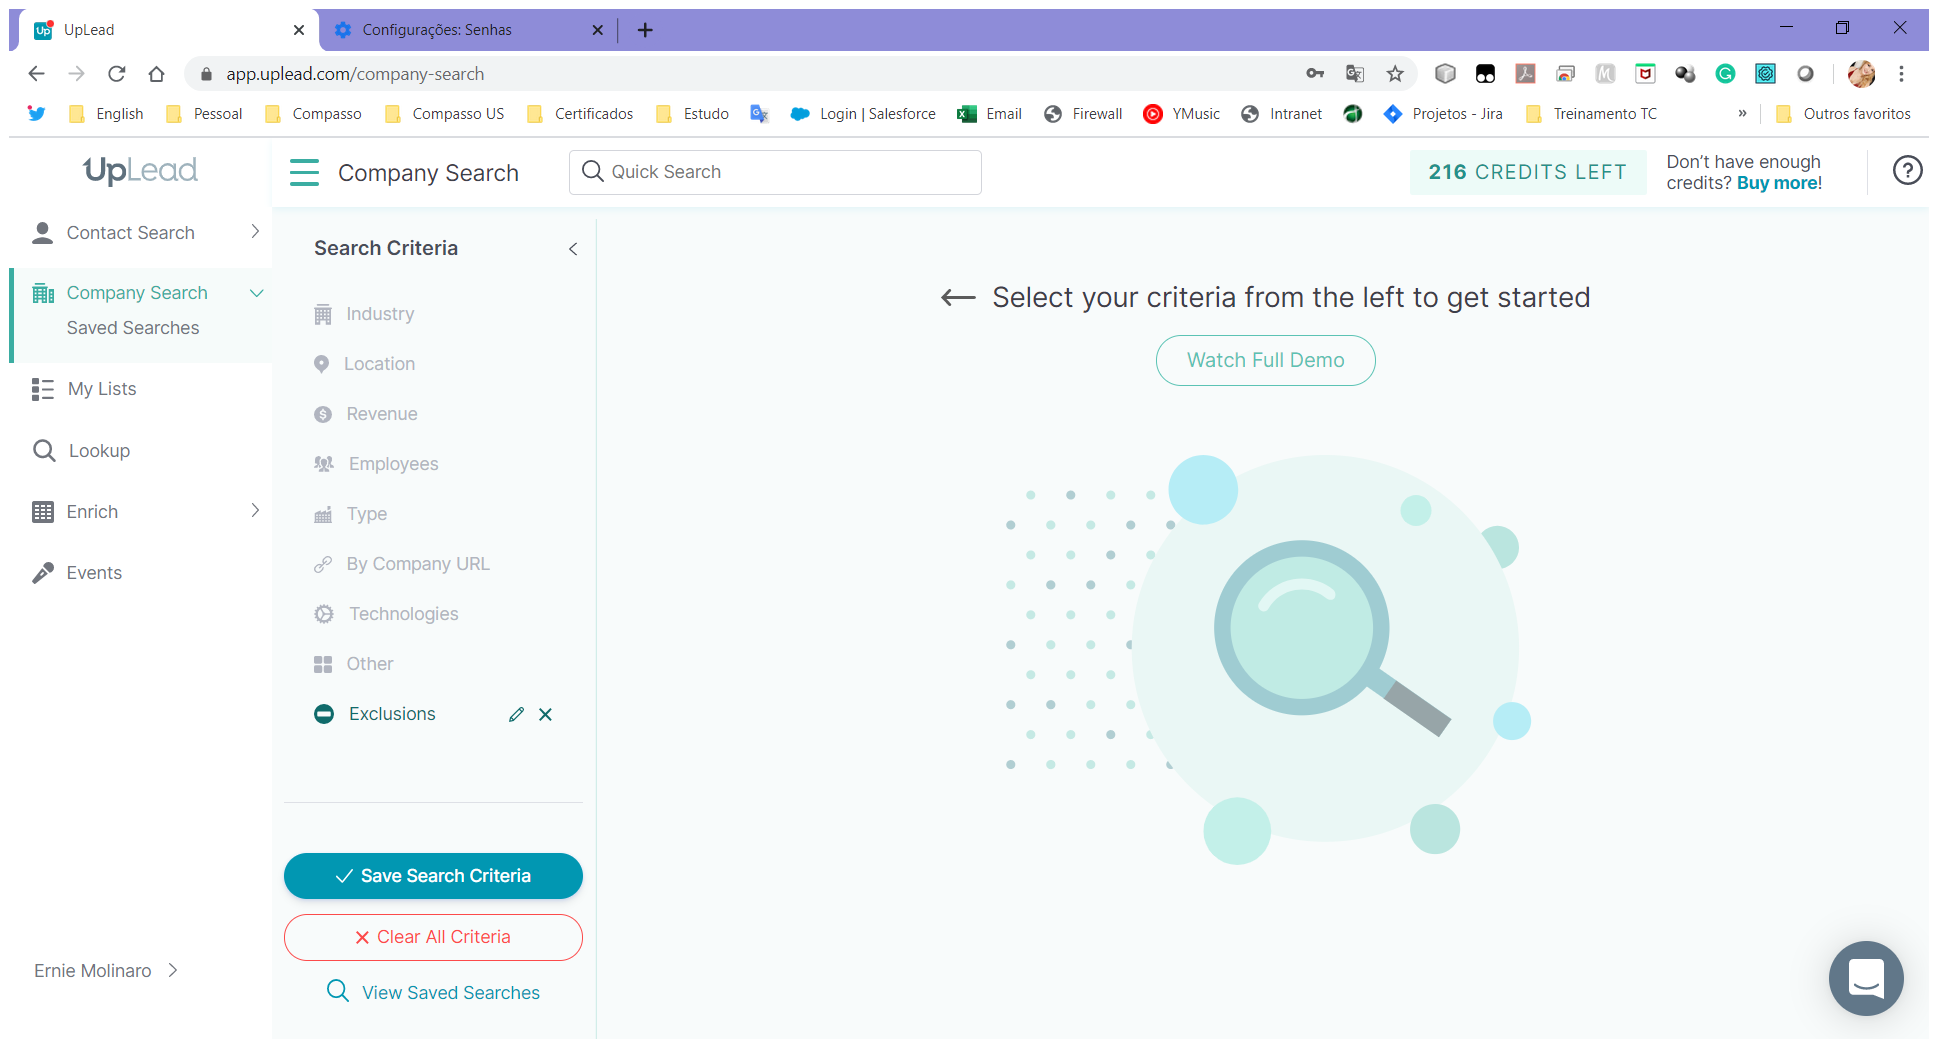 UpLead
Configurações: Senhas
app.uplead.com/company-search
English
Pessoal
Compasso
Compasso US
Certificados
Estudo
Login | Salesforce
Email
Firewall
YMusic
Intranet
Projetos - Jira
Treinamento TC
»
Outros favoritos
UpLead
Company Search
Quick Search
216 CREDITS LEFT
Don't have enough
credits? Buy more!
Contact Search
Company Search
Saved Searches
My Lists
Lookup
Enrich
Events
Ernie Molinaro
Search Criteria
Industry
Location
Revenue
Employees
Type
By Company URL
Technologies
Other
Exclusions
Save Search Criteria
Clear All Criteria
View Saved Searches
Select your criteria from the left to get started
Watch Full Demo